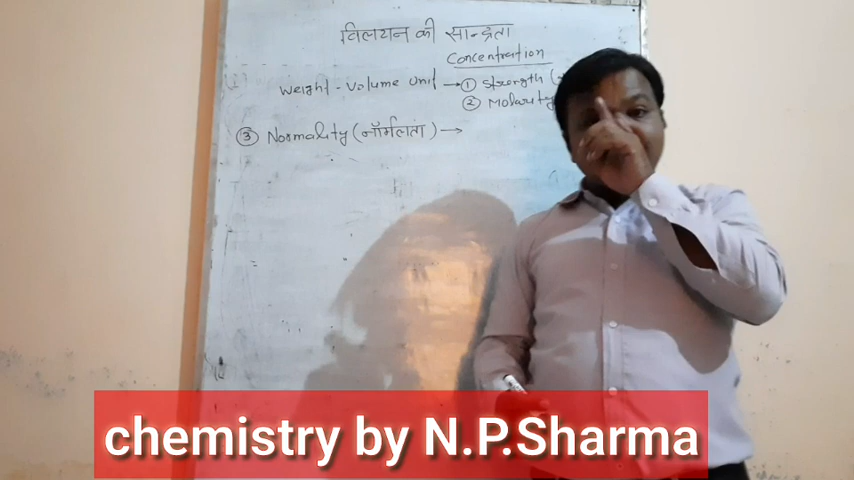 विलयन की सान्द्रता
Concentration
Weight-Volume Unit → ① Strength (
② Molarity
③ Normality (नॉर्मलता) →
chemistry by N.P.Sharma